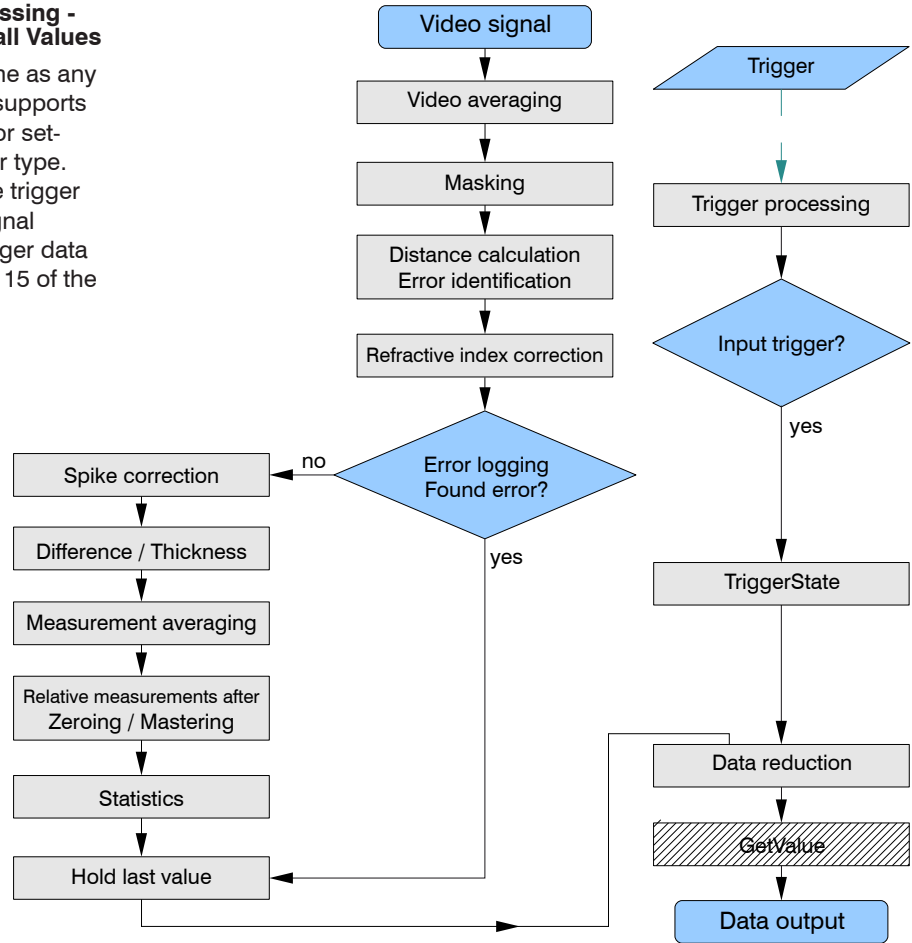 ssing -
all Values
ne as any
supports
or set-
r type.
e trigger
gnal
gger data
15 of the
Video signal
Video averaging
Masking
Distance calculation
Error identification
Refractive index correction
Error logging
Found error?
no
yes
Spike correction
Difference / Thickness
Measurement averaging
Relative measurements after
Zeroing / Mastering
Statistics
Hold last value
Trigger
Trigger processing
Input trigger?
yes
TriggerState
Data reduction
GetValue
Data output